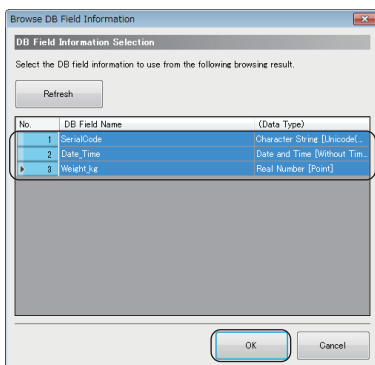 Browse DB Field Information
DB Field Information Selection
Select the DB field information to use from the following browsing result.
Refresh
No. DB Field Name (Data Type)
1 SerialCode Character String [Unicode(...
2 Date_Time Date and Time [Without Tim...
3 Weight_kg Real Number [Point]
OK Cancel